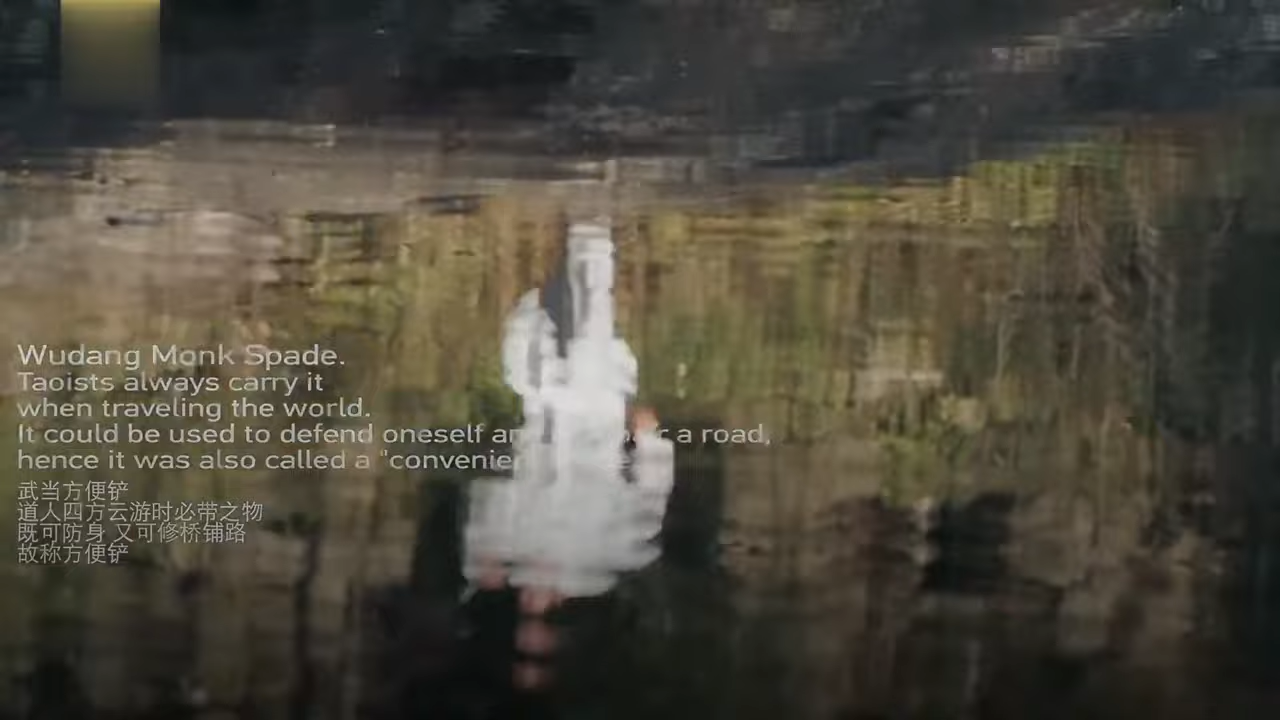 Wudang Monk Spade.
Taoists always carry it
when traveling the world.
It could be used to defend oneself a road,
hence it was also called a
武当方便铲
道人四方云游时必带之物
既可防身 又可修桥铺路
故称方便铲